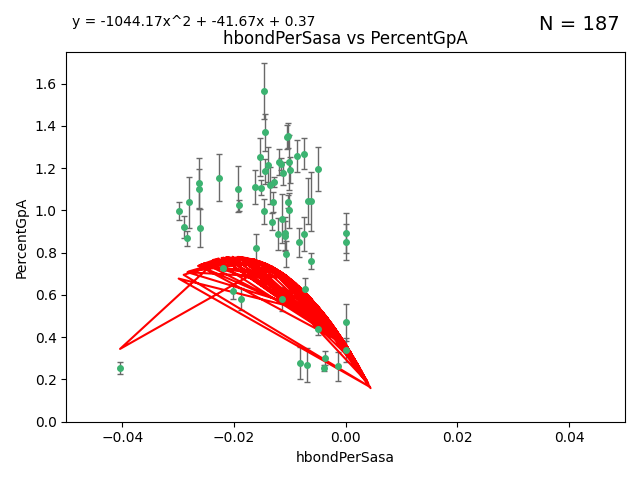 y = -1044.17x^2 + -41.67x + 0.37
N = 187
hbondPerSasa vs PercentGpA
PercentGpA
1.6
1.4
1.2
1.0
0.8
0.6
0.4
0.2
0.0
−0.04 −0.02 0.00 0.02 0.04
hbondPerSasa